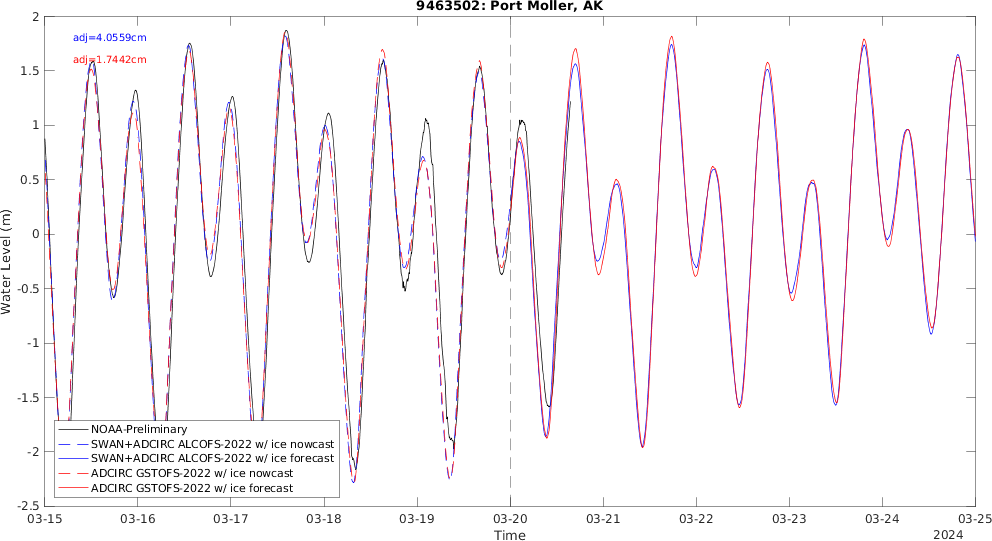 9463502: Port Moller, AK
adj=4.0559cm
adj=1.7442cm
2
1.5
1
0.5
0
-0.5
-1
-1.5
-2
-2.5
Water Level (m)
NOAA-Preliminary
SWAN+ADCIRC ALCOFS-2022 w/ ice nowcast
SWAN+ADCIRC ALCOFS-2022 w/ ice forecast
ADCIRC GSTOFS-2022 w/ ice nowcast
ADCIRC GSTOFS-2022 w/ ice forecast
03-15 03-16 03-17 03-18 03-19 03-20 03-21 03-22 03-23 03-24 03-25
Time
2024